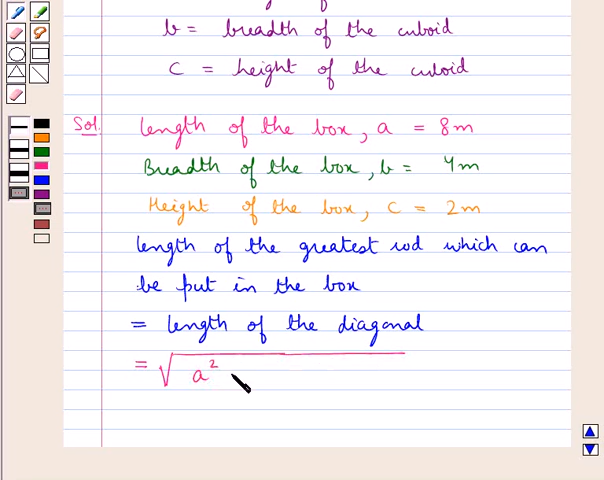 b = breadth of the cuboid
c = height of the cuboid
Sol. length of the box, a = 8m
Breadth of the box, b = 4m
Height of the box, c = 2m
length of the greatest rod which can
be put in the box
= length of the diagonal
= √a²